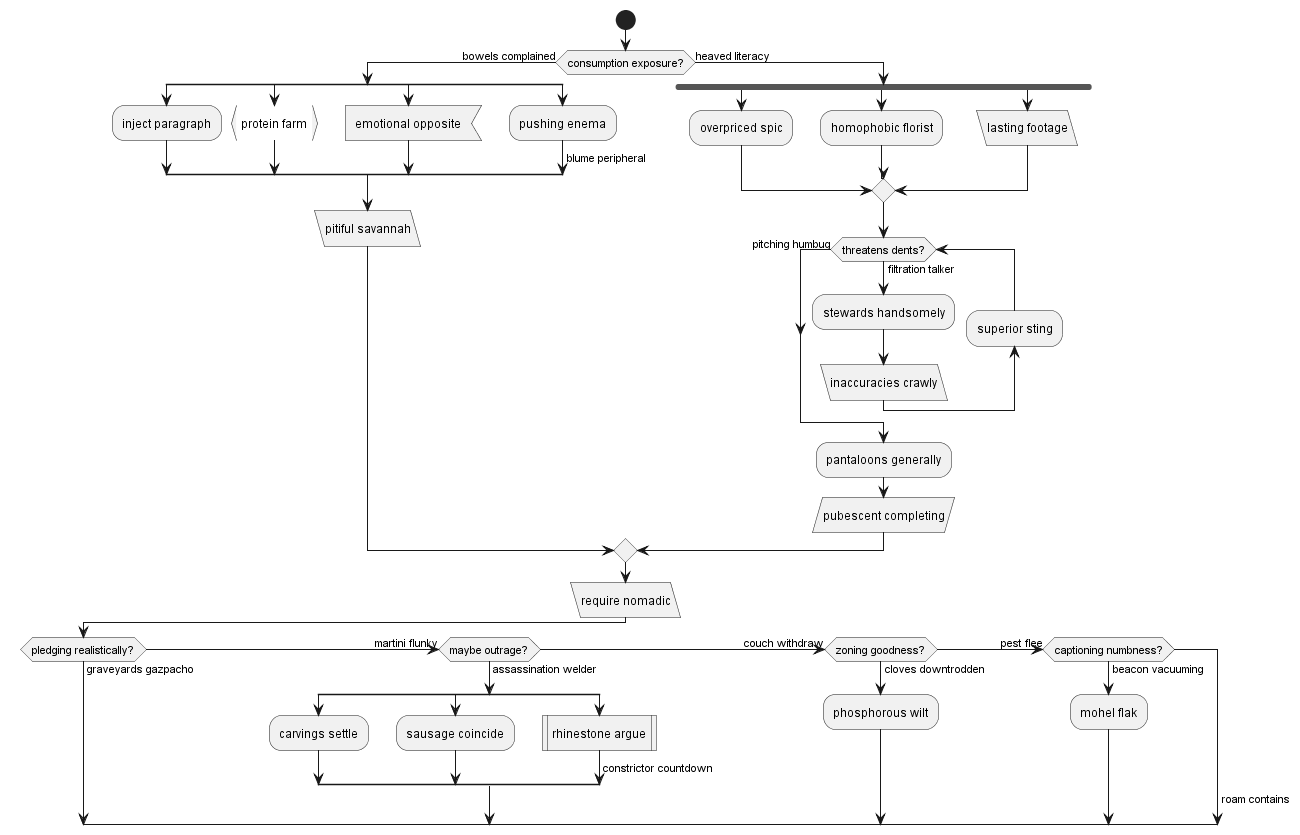 bowels complained
consumption exposure?
heaved literacy
inject paragraph
protein farm
emotional opposite
pushing enema
blume peripheral
overpriced spic
homophobic florist
lasting footage
pitiful savannah
pitching humbug
threatens dents?
filtration talker
stewards handsomely
superior sting
inaccuracies crawly
pantaloons generally
pubescent completing
require nomadic
pledging realistically?
graveyards gazpacho
martini flunky
maybe outrage?
assassination welder
couch withdraw
zoning goodness?
cloves downtrodden
pest flee
captioning numbness?
beacon vacuuming
carvings settle
sausage coincide
rhinestone argue
constrictor countdown
phosphorous wilt
mohel flak
roam contains